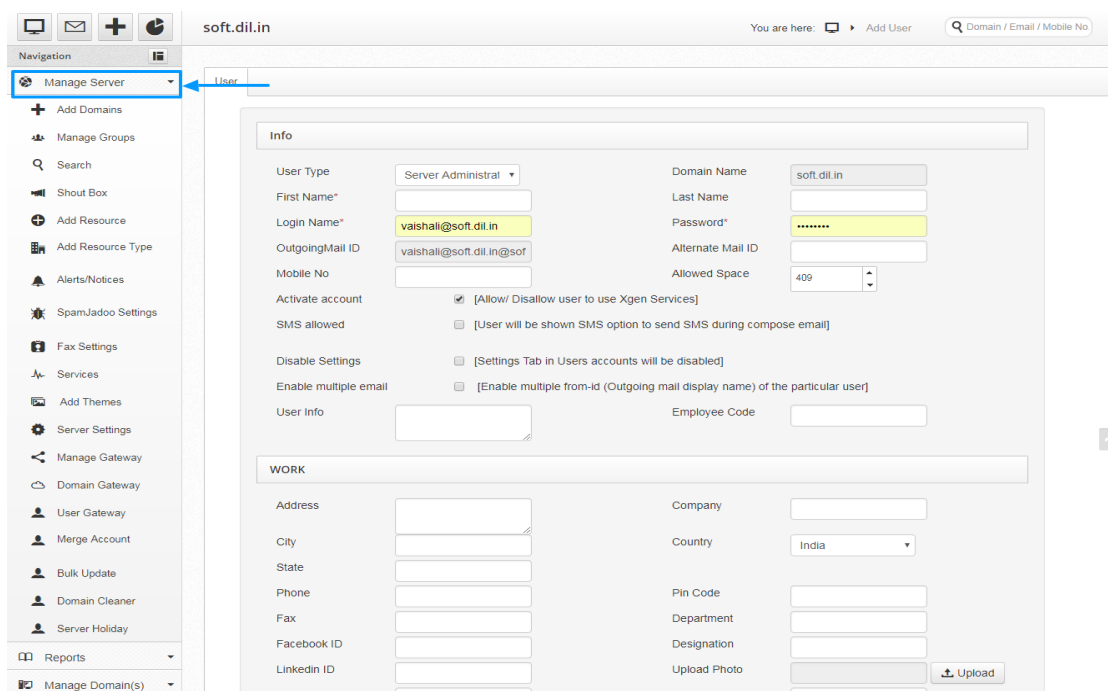 soft.dil.in
You are here: Add User
Domain / Email / Mobile No
Navigation
Manage Server
Add Domains
Manage Groups
Search
Shout Box
Add Resource
Add Resource Type
Alerts/Notices
SpamJadoo Settings
Fax Settings
Services
Add Themes
Server Settings
Manage Gateway
Domain Gateway
User Gateway
Merge Account
Bulk Update
Domain Cleaner
Server Holiday
Reports
Manage Domain(s)
User
Info
User Type Server Administrat Domain Name soft.dil.in
First Name* Last Name
Login Name* vaishali@soft.dil.in Password* ••••••••
OutgoingMail ID vaishali@soft.dil.in@sof Alternate Mail ID
Mobile No Allowed Space 409
Activate account [Allow/ Disallow user to use Xgen Services]
SMS allowed [User will be shown SMS option to send SMS during compose email]
Disable Settings [Settings Tab in Users accounts will be disabled]
Enable multiple email [Enable multiple from-id (Outgoing mail display name) of the particular user]
User Info Employee Code
WORK
Address Company
City Country India
State
Phone Pin Code
Fax Department
Facebook ID Designation
Linkedin ID Upload Photo Upload